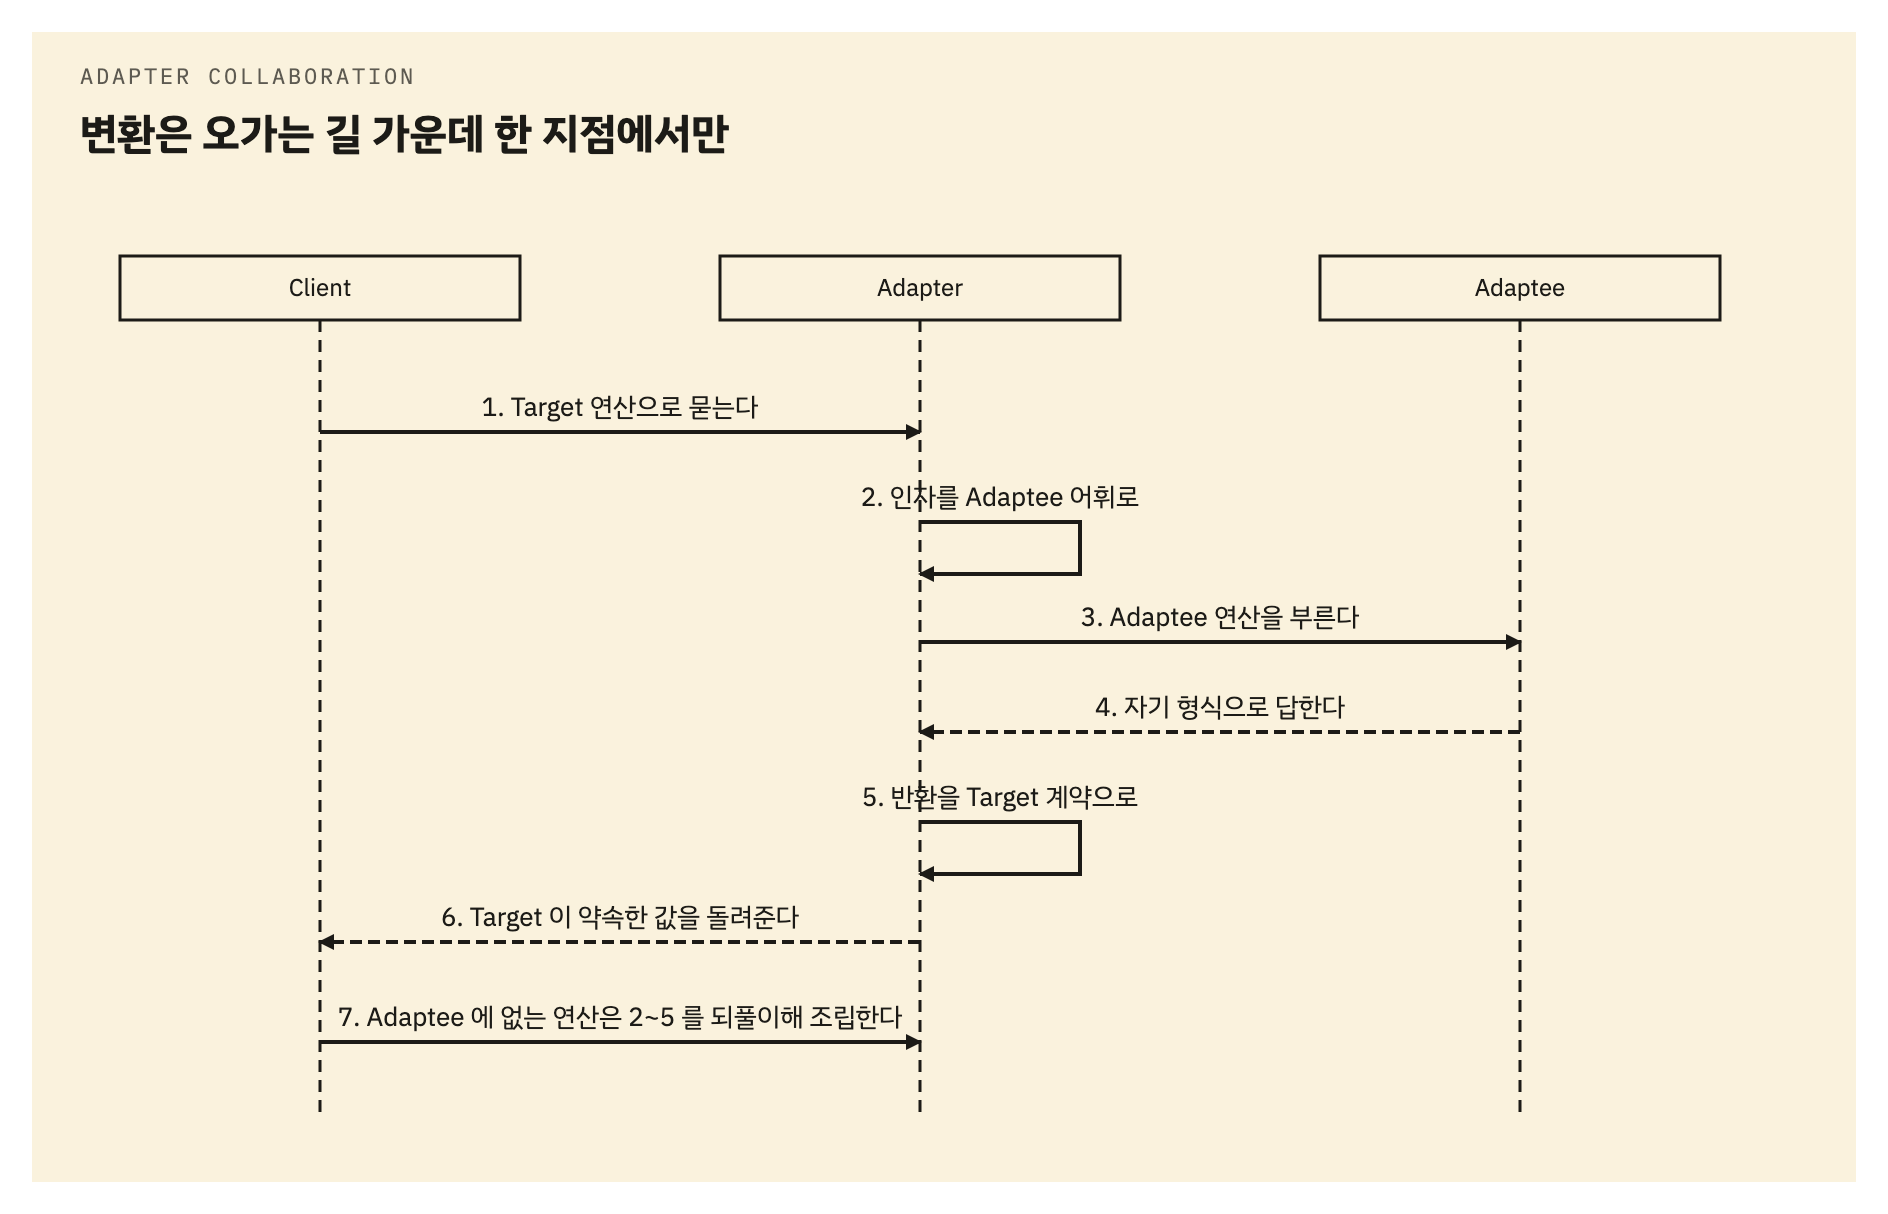 ADAPTER COLLABORATION
변환은 오가는 길 가운데 한 지점에서만
Client
Adapter
Adaptee
1. Target 연산으로 묻는다
2. 인자를 Adaptee 어휘로
3. Adaptee 연산을 부른다
4. 자기 형식으로 답한다
5. 반환을 Target 계약으로
6. Target 이 약속한 값을 돌려준다
7. Adaptee 에 없는 연산은 2~5 를 되풀이해 조립한다